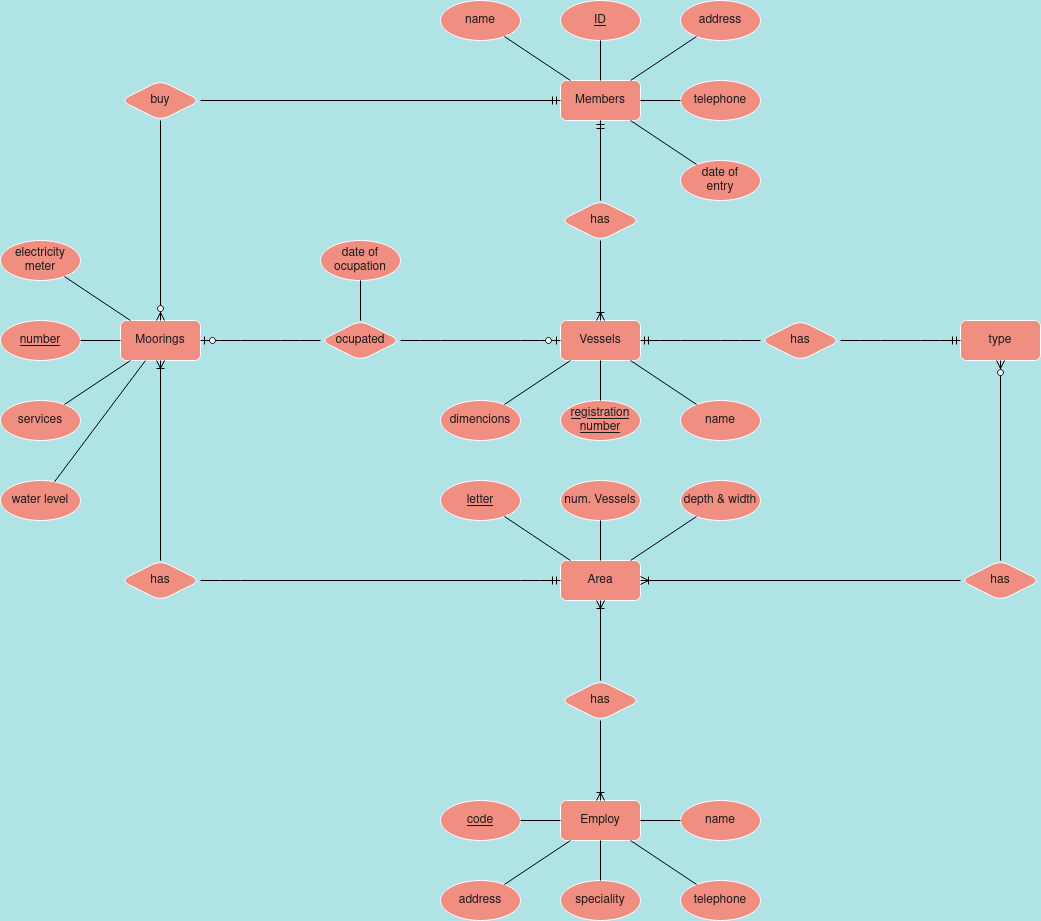 name
ID
address
buy
Members
telephone
date of
entry
has
electricity
meter
date of
ocupation
number
Moorings
ocupated
Vessels
has
type
services
dimencions
registration
number
name
water level
letter
num. Vessels
depth & width
has
Area
has
has
code
Employ
name
address
speciality
telephone